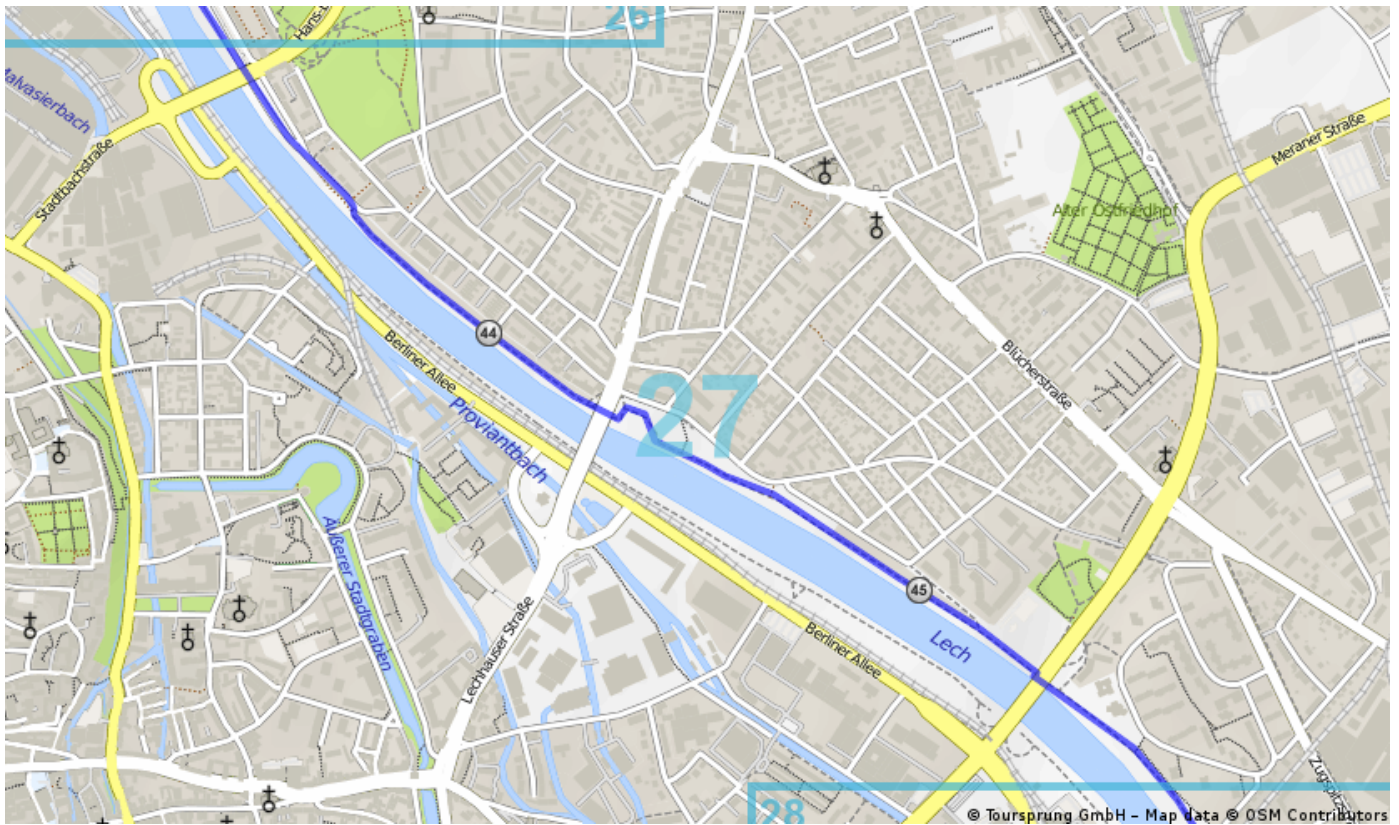 26
Malvasierbach
Stadtbachstraße
Meraner Straße
Alter Ostfriedhof
44
Berliner Allee
Blücherstraße
27
Proviantbach
Äußerer Stadtgraben
45
Lech
Lechhauser Straße
Berliner Allee
28
© Toursprung GmbH – Map data © OSM Contributors